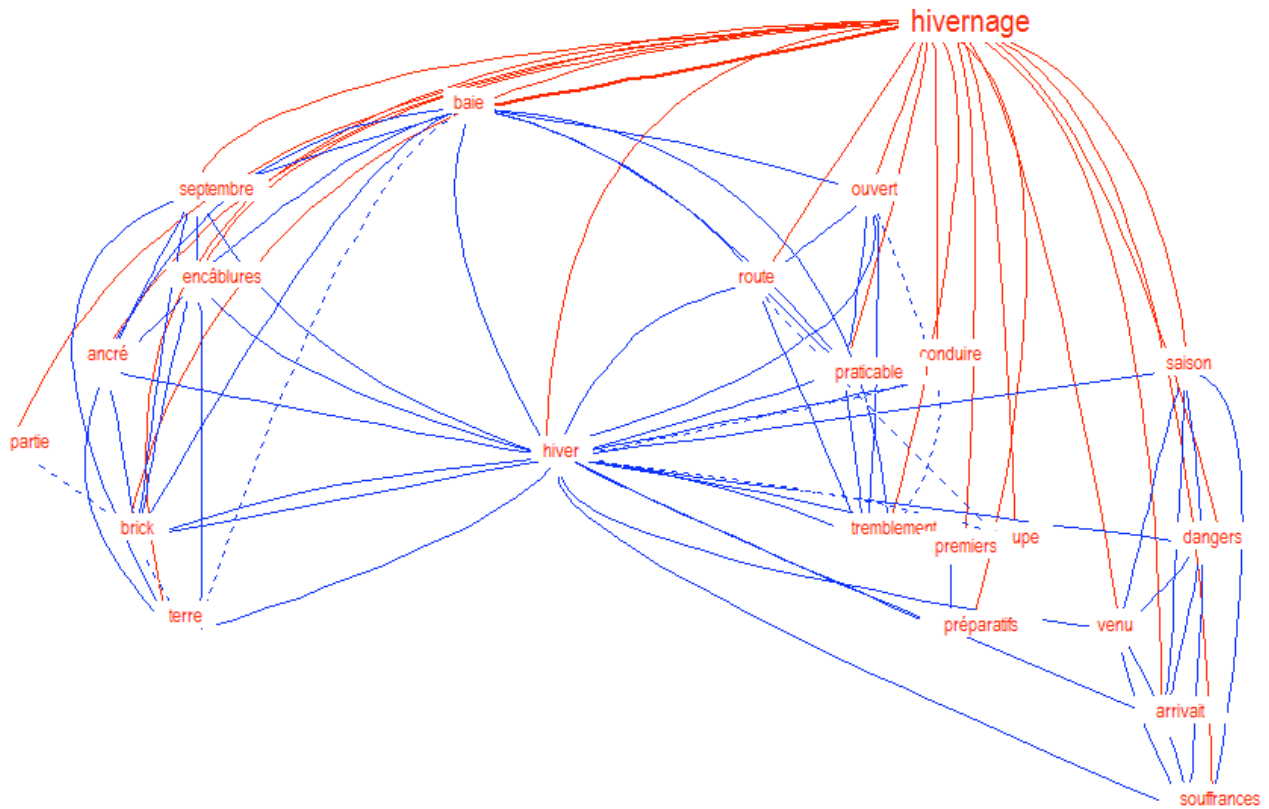 hivernage
baie
septembre
ouvert
encâblures
route
ancré
conduire
praticable
saison
partie
hiver
brick
tremblement
premiers
upe
dangers
terre
préparatifs
venu
arrivait
souffrances